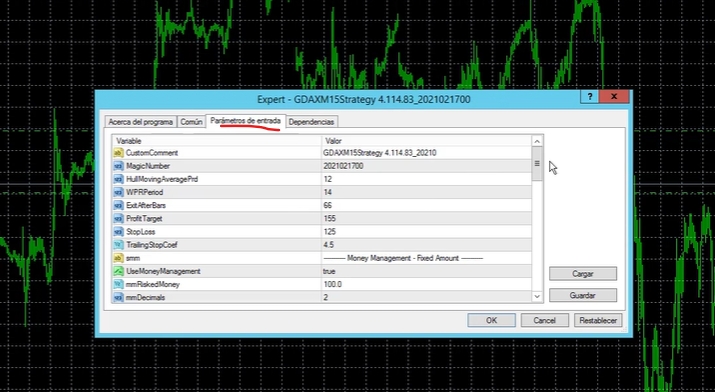 Expert - GDAXM15Strategy 4.114.83_2021021700
? X
Acerca del programa Común Parámetros de entrada Dependencias
Variable Valor
CustomComment GDAXM15Strategy 4.114.83_20210
MagicNumber 2021021700
HullMovingAveragePrd 12
WPRPeriod 14
ExitAfterBars 66
ProfitTarget 155
StopLoss 125
TrailingStopCoef 4.5
smm ——— Money Management - Fixed Amount ———
UseMoneyManagement true
mmRiskedMoney 100.0
mmDecimals 2
Cargar
Guardar
OK Cancel Restablecer